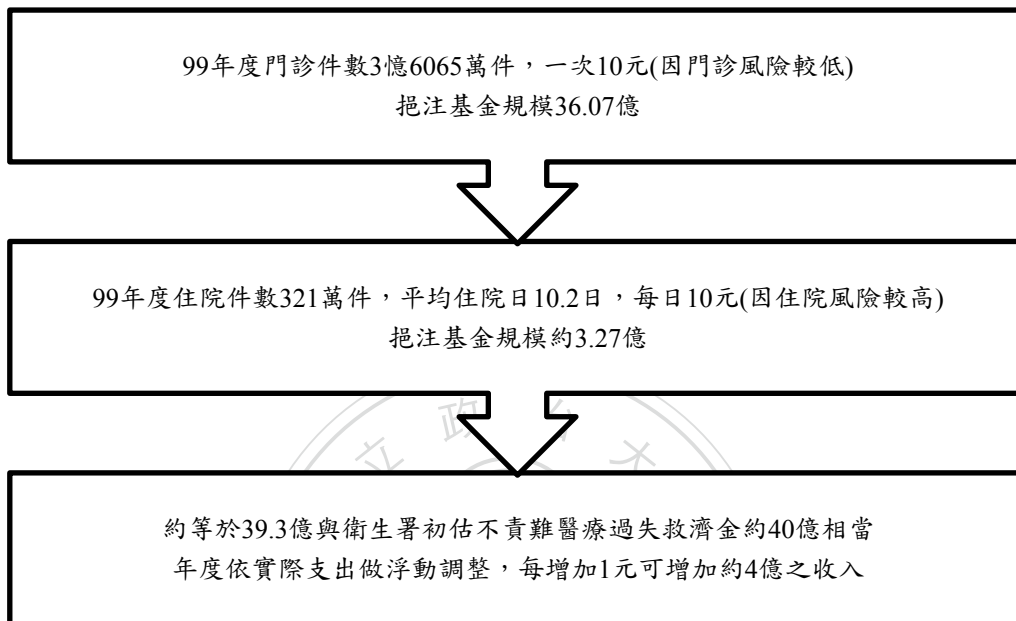 99年度門診件數3憶6065萬件，一次10元(因門診風險較低)
挹注基金規模36.07億
99年度住院件數321萬件，平均住院日10.2日，每日10元(因住院風險較高)
挹注基金規模約3.27億
立政治大
約等於39.3億與衛生署初估不責難醫療過失救濟金約40億相當
年度依實際支出做浮動調整，每增加1元可增加約4億之收入